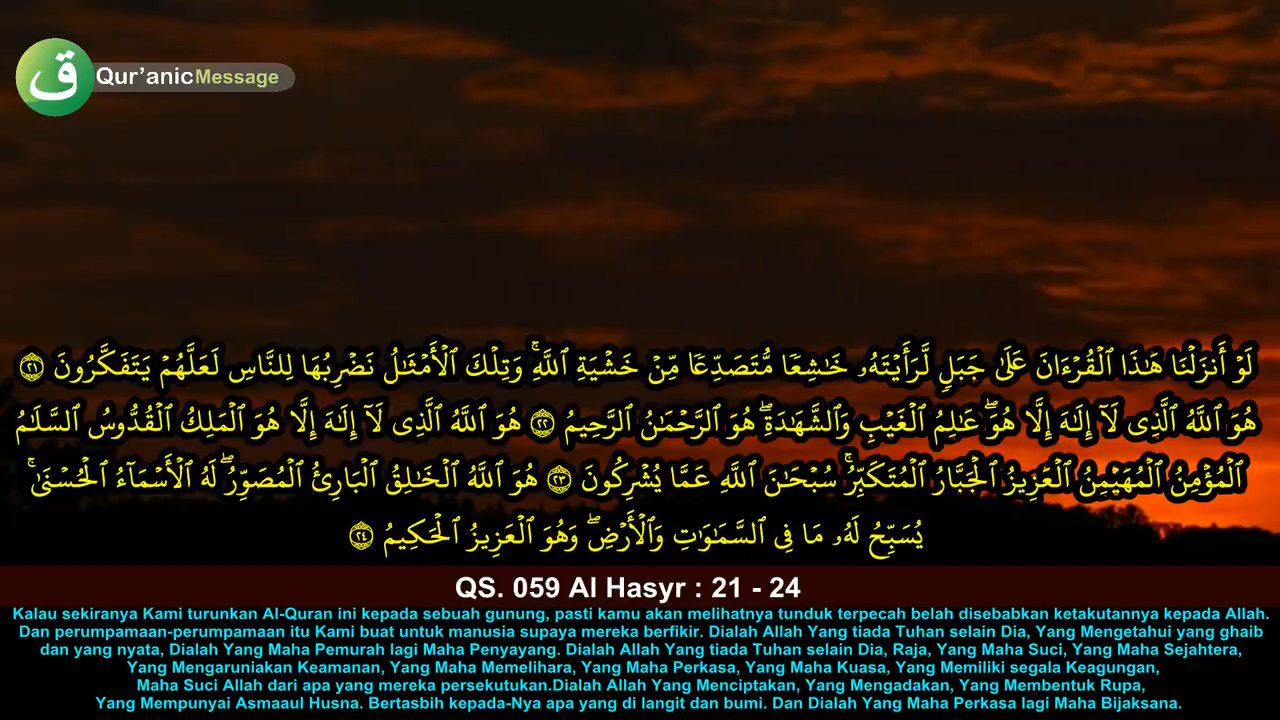 ق
Qur'anicMessage
لَوْ أَنزَلْنَا هَـٰذَا ٱلْقُرْءَانَ عَلَىٰ جَبَلٍ لَّرَأَيْتَهُۥ خَـٰشِعًا مُّتَصَدِّعًا مِّنْ خَشْيَةِ ٱللَّهِ ۚ وَتِلْكَ ٱلْأَمْثَـٰلُ نَضْرِبُهَا لِلنَّاسِ لَعَلَّهُمْ يَتَفَكَّرُونَ ٢١
هُوَ ٱللَّهُ ٱلَّذِى لَآ إِلَـٰهَ إِلَّا هُوَ ۖ عَـٰلِمُ ٱلْغَيْبِ وَٱلشَّهَـٰدَةِ ۖ هُوَ ٱلرَّحْمَـٰنُ ٱلرَّحِيمُ ٢٢ هُوَ ٱللَّهُ ٱلَّذِى لَآ إِلَـٰهَ إِلَّا هُوَ ٱلْمَلِكُ ٱلْقُدُّوسُ ٱلسَّلَـٰمُ
ٱلْمُؤْمِنُ ٱلْمُهَيْمِنُ ٱلْعَزِيزُ ٱلْجَبَّارُ ٱلْمُتَكَبِّرُ ۚ سُبْحَـٰنَ ٱللَّهِ عَمَّا يُشْرِكُونَ ٢٣ هُوَ ٱللَّهُ ٱلْخَـٰلِقُ ٱلْبَارِئُ ٱلْمُصَوِّرُ ۖ لَهُ ٱلْأَسْمَآءُ ٱلْحُسْنَىٰ ۚ
يُسَبِّحُ لَهُۥ مَا فِى ٱلسَّمَـٰوَٰتِ وَٱلْأَرْضِ ۖ وَهُوَ ٱلْعَزِيزُ ٱلْحَكِيمُ ٢٤
QS. 059 Al Hasyr : 21 - 24
Kalau sekiranya Kami turunkan Al-Quran ini kepada sebuah gunung, pasti kamu akan melihatnya tunduk terpecah belah disebabkan ketakutannya kepada Allah.
Dan perumpamaan-perumpamaan itu Kami buat untuk manusia supaya mereka berfikir. Dialah Allah Yang tiada Tuhan selain Dia, Yang Mengetahui yang ghaib
dan yang nyata, Dialah Yang Maha Pemurah lagi Maha Penyayang. Dialah Allah Yang tiada Tuhan selain Dia, Raja, Yang Maha Suci, Yang Maha Sejahtera,
Yang Mengaruniakan Keamanan, Yang Maha Memelihara, Yang Maha Perkasa, Yang Maha Kuasa, Yang Memiliki segala Keagungan,
Maha Suci Allah dari apa yang mereka persekutukan.Dialah Allah Yang Menciptakan, Yang Mengadakan, Yang Membentuk Rupa,
Yang Mempunyai Asmaaul Husna. Bertasbih kepada-Nya apa yang di langit dan bumi. Dan Dialah Yang Maha Perkasa lagi Maha Bijaksana.